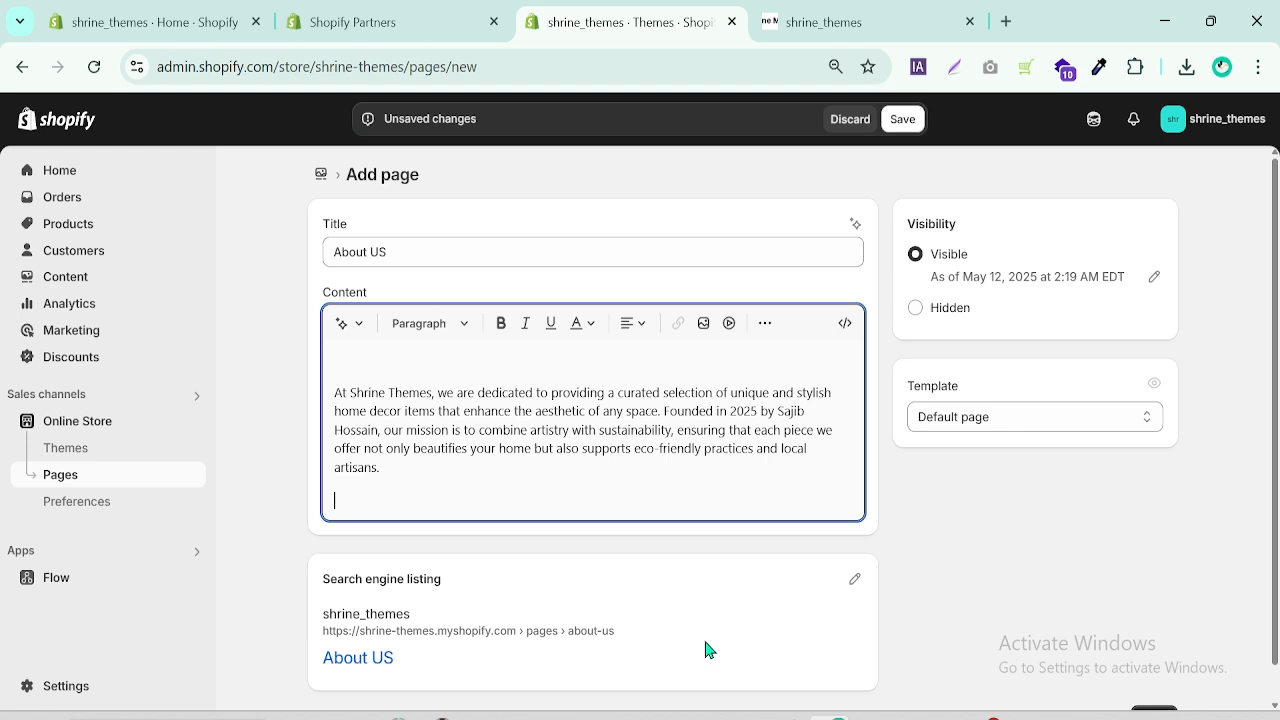 shrine_themes · Home · Shopify
Shopify Partners
shrine_themes · Themes · Shopi
shrine_themes
admin.shopify.com/store/shrine-themes/pages/new
IA
10
shopify
Unsaved changes
Discard
Save
shr
shrine_themes
Home
Orders
Products
Customers
Content
Analytics
Marketing
Discounts
Sales channels
Online Store
Themes
Pages
Preferences
Apps
Flow
Settings
› Add page
Title
About US
Content
Paragraph
B I U A
At Shrine Themes, we are dedicated to providing a curated selection of unique and stylish
home decor items that enhance the aesthetic of any space. Founded in 2025 by Sajib
Hossain, our mission is to combine artistry with sustainability, ensuring that each piece we
offer not only beautifies your home but also supports eco-friendly practices and local
artisans.
Search engine listing
shrine_themes
https://shrine-themes.myshopify.com › pages › about-us
About US
Visibility
Visible
As of May 12, 2025 at 2:19 AM EDT
Hidden
Template
Default page
Activate Windows
Go to Settings to activate Windows.